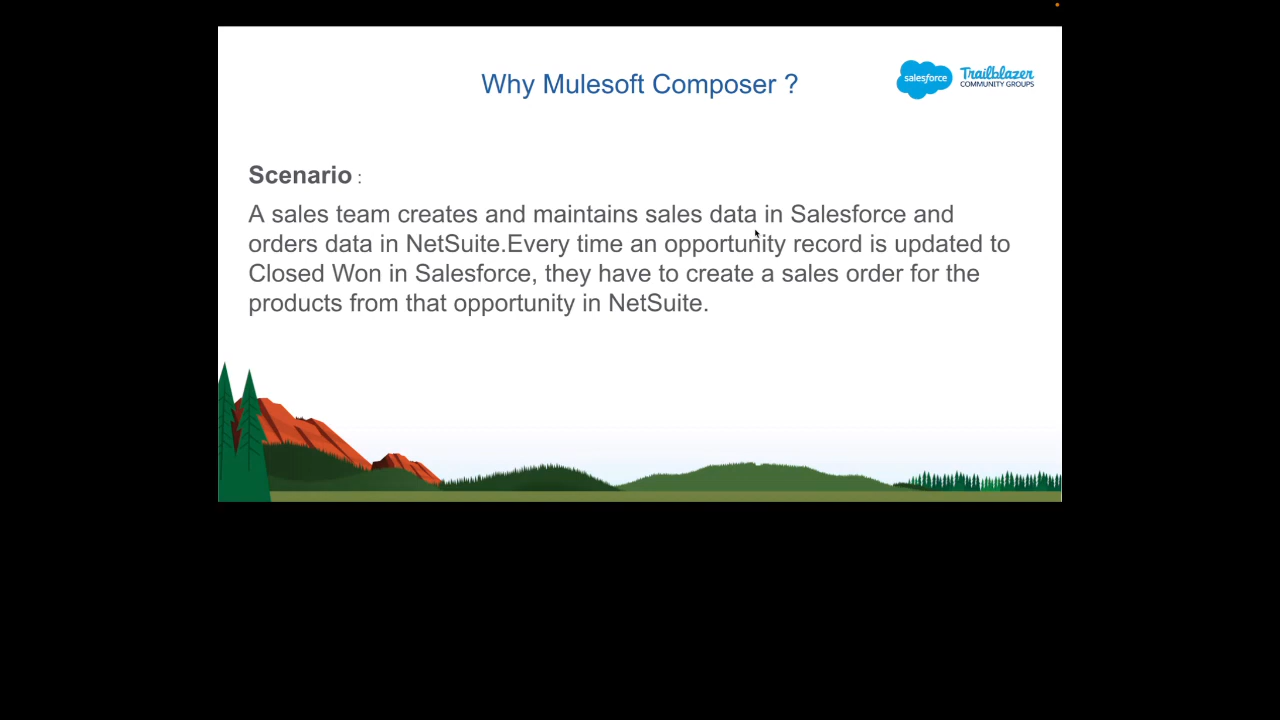 Why Mulesoft Composer ?
salesforce
Trailblazer
COMMUNITY GROUPS
Scenario :
A sales team creates and maintains sales data in Salesforce and
orders data in NetSuite.Every time an opportunity record is updated to
Closed Won in Salesforce, they have to create a sales order for the
products from that opportunity in NetSuite.